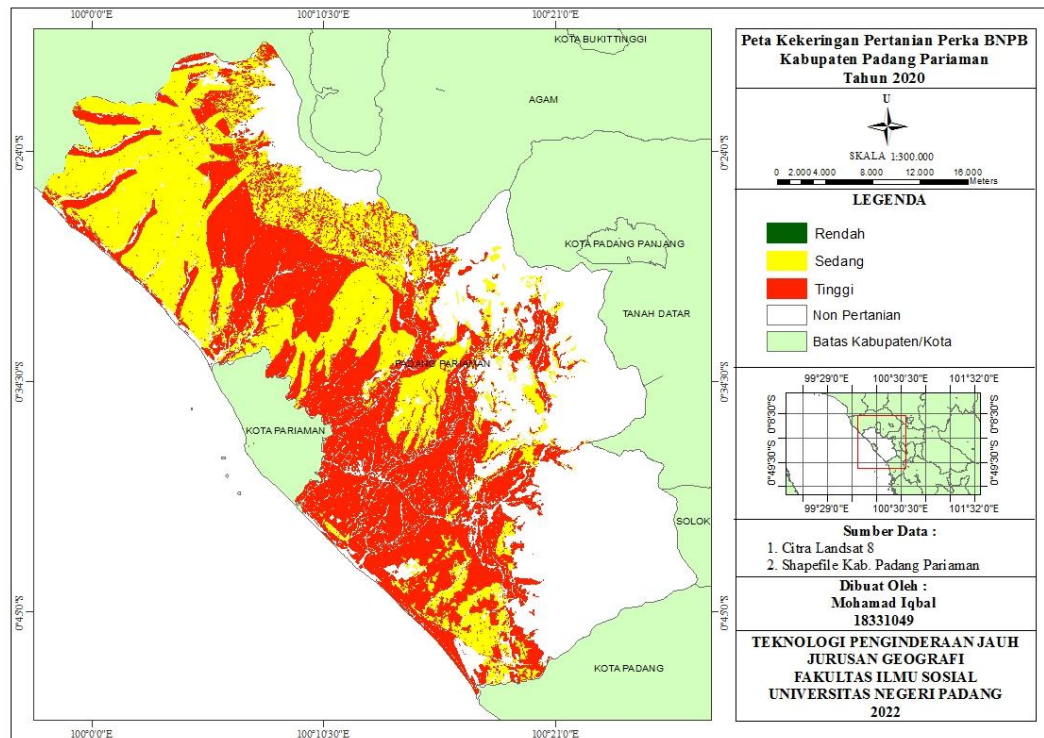 100°0'0"E 100°10'30"E 100°21'0"E
KOTA BUKITTINGGI
AGAM
0°24'0"S 0°24'0"S
KOTA PADANG PANJANG
TANAH DATAR
PADANG PARIAMAN
0°34'30"S 0°34'30"S
KOTA PARIAMAN
SOLOK
0°45'0"S 0°45'0"S
KOTA PADANG
100°0'0"E 100°10'30"E 100°21'0"E
Peta Kekeringan Pertanian Perka BNPB
Kabupaten Padang Pariaman
Tahun 2020
U
SKALA 1:300.000
0 2.000 4.000 8.000 12.000 16.000
Meters
LEGENDA
Rendah
Sedang
Tinggi
Non Pertanian
Batas Kabupaten/Kota
99°29'0"E 100°30'30"E 101°32'0"E
0°8'30"S 0°8'30"S
0°49'30"S 0°49'30"S
99°29'0"E 100°30'30"E 101°32'0"E
Sumber Data :
1. Citra Landsat 8
2. Shapefile Kab. Padang Pariaman
Dibuat Oleh :
Mohamad Iqbal
18331049
TEKNOLOGI PENGINDERAAN JAUH
JURUSAN GEOGRAFI
FAKULTAS ILMU SOSIAL
UNIVERSITAS NEGERI PADANG
2022